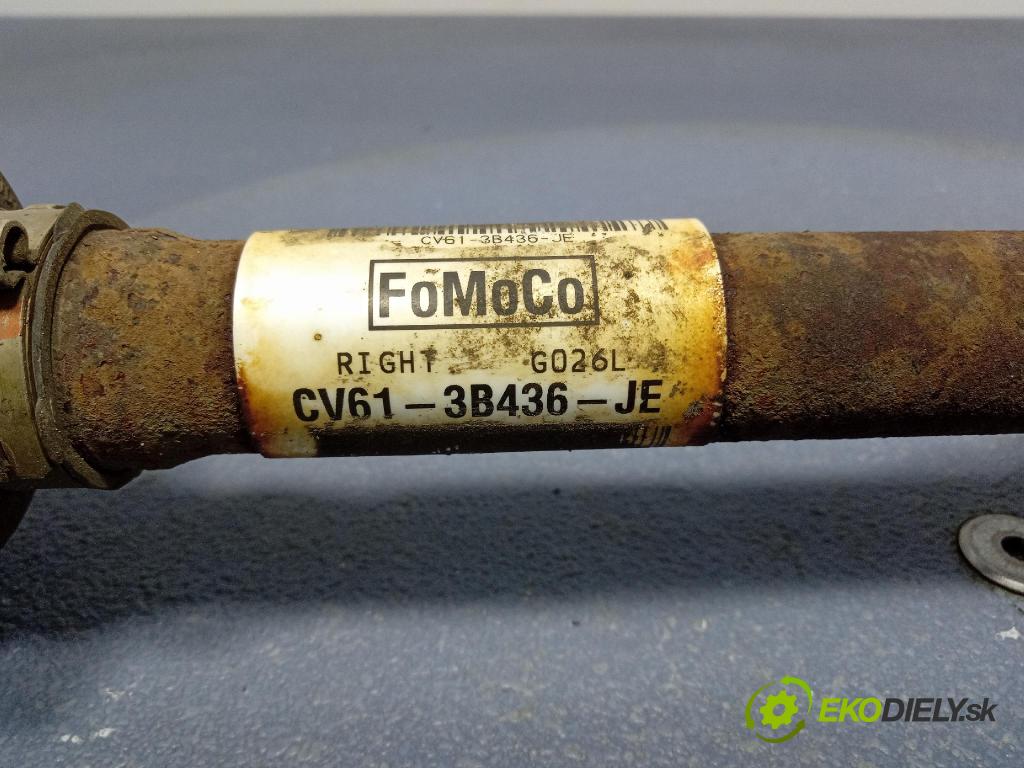 CV61-3B436-JE
FoMoCo
RIGHT G026L
CV61-3B436-JE
EKODIELY.sk